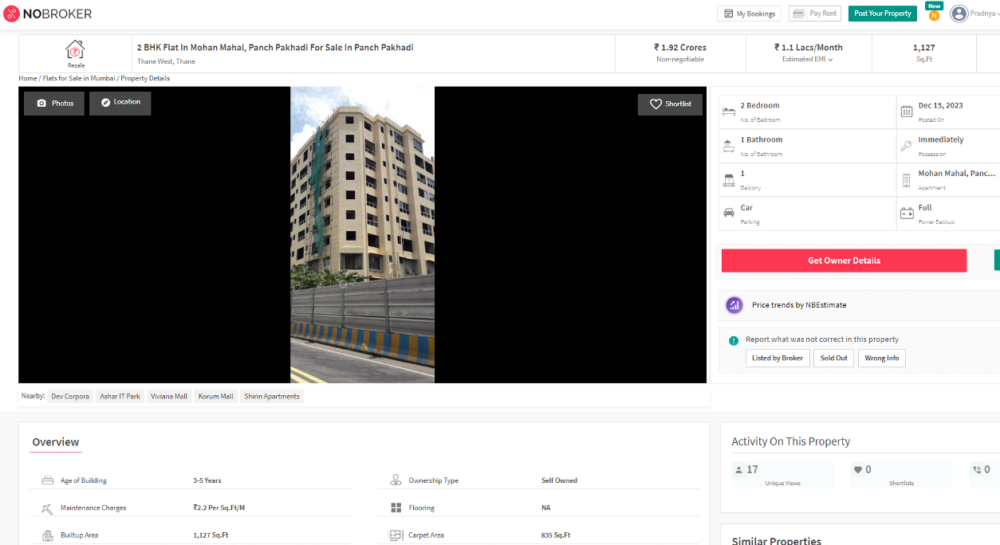 NOBROKER
My Bookings
Pay Rent
Post Your Property
New
N
Pradnya
Resale
2 BHK Flat In Mohan Mahal, Panch Pakhadi For Sale In Panch Pakhadi
Thane West, Thane
₹ 1.92 Crores
Non-negotiable
₹ 1.1 Lacs/Month
Estimated EMI
1,127
Sq.Ft
Home / Flats for Sale in Mumbai / Property Details
Photos
Location
Shortlist
2 Bedroom
No. of Bedroom
Dec 15, 2023
Posted On
1 Bathroom
No. of Bathroom
Immediately
Possession
1
Balcony
Mohan Mahal, Panc...
Apartment
Car
Parking
Full
Power Backup
Get Owner Details
Price trends by NBEstimate
Report what was not correct in this property
Listed by Broker
Sold Out
Wrong Info
Nearby:
Dev Corpora
Ashar IT Park
Viviana Mall
Korum Mall
Shirin Apartments
Overview
Age of Building
3-5 Years
Ownership Type
Self Owned
Maintenance Charges
₹2.2 Per Sq.Ft/M
Flooring
NA
Builtup Area
1,127 Sq.Ft
Carpet Area
835 Sq.Ft
Activity On This Property
17
Unique Views
0
Shortlists
0
Similar Properties